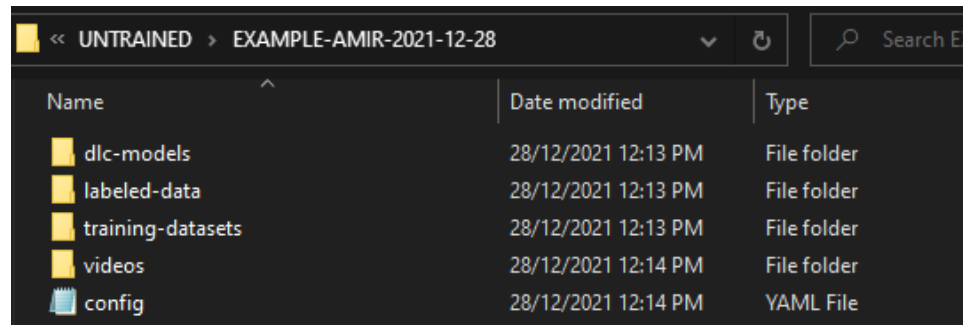 « UNTRAINED > EXAMPLE-AMIR-2021-12-28 Search E
Name Date modified Type
dlc-models 28/12/2021 12:13 PM File folder
labeled-data 28/12/2021 12:13 PM File folder
training-datasets 28/12/2021 12:13 PM File folder
videos 28/12/2021 12:14 PM File folder
config 28/12/2021 12:14 PM YAML File